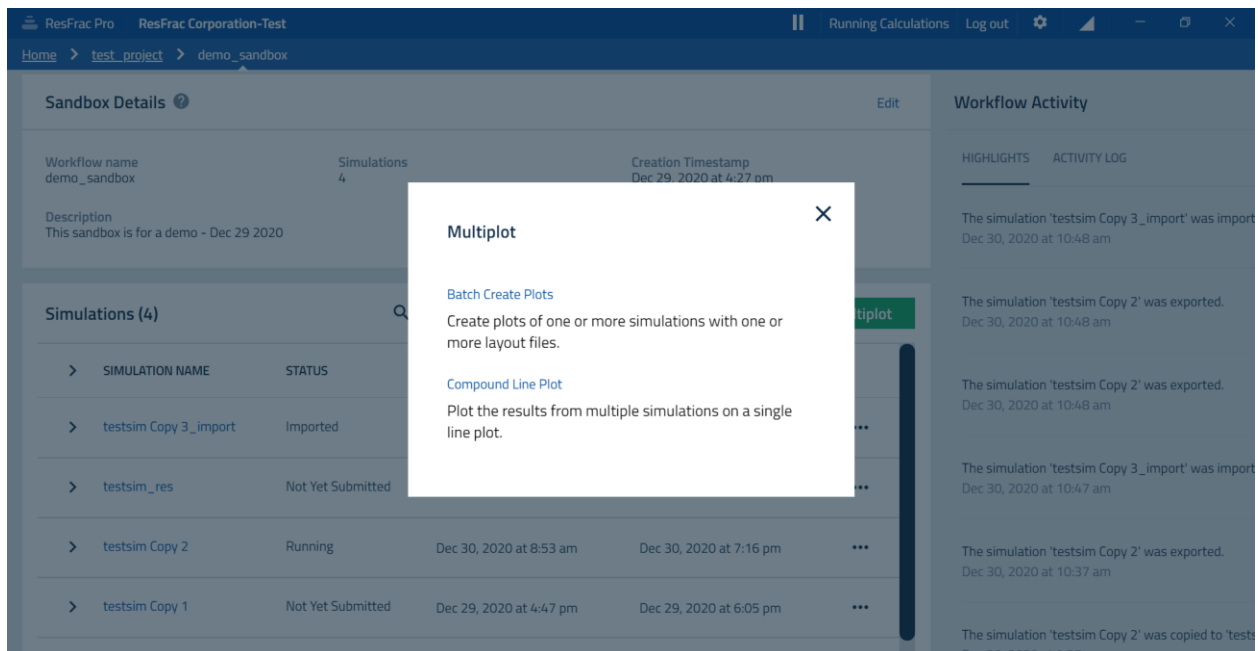 ResFrac Pro ResFrac Corporation-Test Running Calculations Log out
Home > test_project > demo_sandbox
Sandbox Details ?
Edit
Workflow name
demo_sandbox
Simulations
4
Creation Timestamp
Dec 29, 2020 at 4:27 pm
Description
This sandbox is for a demo - Dec 29 2020
Multiplot
Batch Create Plots
Create plots of one or more simulations with one or
more layout files.
Compound Line Plot
Plot the results from multiple simulations on a single
line plot.
Simulations (4)
tiplot
SIMULATION NAME STATUS
testsim Copy 3_import Imported
testsim_res Not Yet Submitted
testsim Copy 2 Running Dec 30, 2020 at 8:53 am Dec 30, 2020 at 7:16 pm
testsim Copy 1 Not Yet Submitted Dec 29, 2020 at 4:47 pm Dec 29, 2020 at 6:05 pm
Workflow Activity
HIGHLIGHTS ACTIVITY LOG
The simulation 'testsim Copy 3_import' was import
Dec 30, 2020 at 10:48 am
The simulation 'testsim Copy 2' was exported.
Dec 30, 2020 at 10:48 am
The simulation 'testsim Copy 2' was exported.
Dec 30, 2020 at 10:48 am
The simulation 'testsim Copy 3_import' was import
Dec 30, 2020 at 10:47 am
The simulation 'testsim Copy 2' was exported.
Dec 30, 2020 at 10:37 am
The simulation 'testsim Copy 2' was copied to 'tests